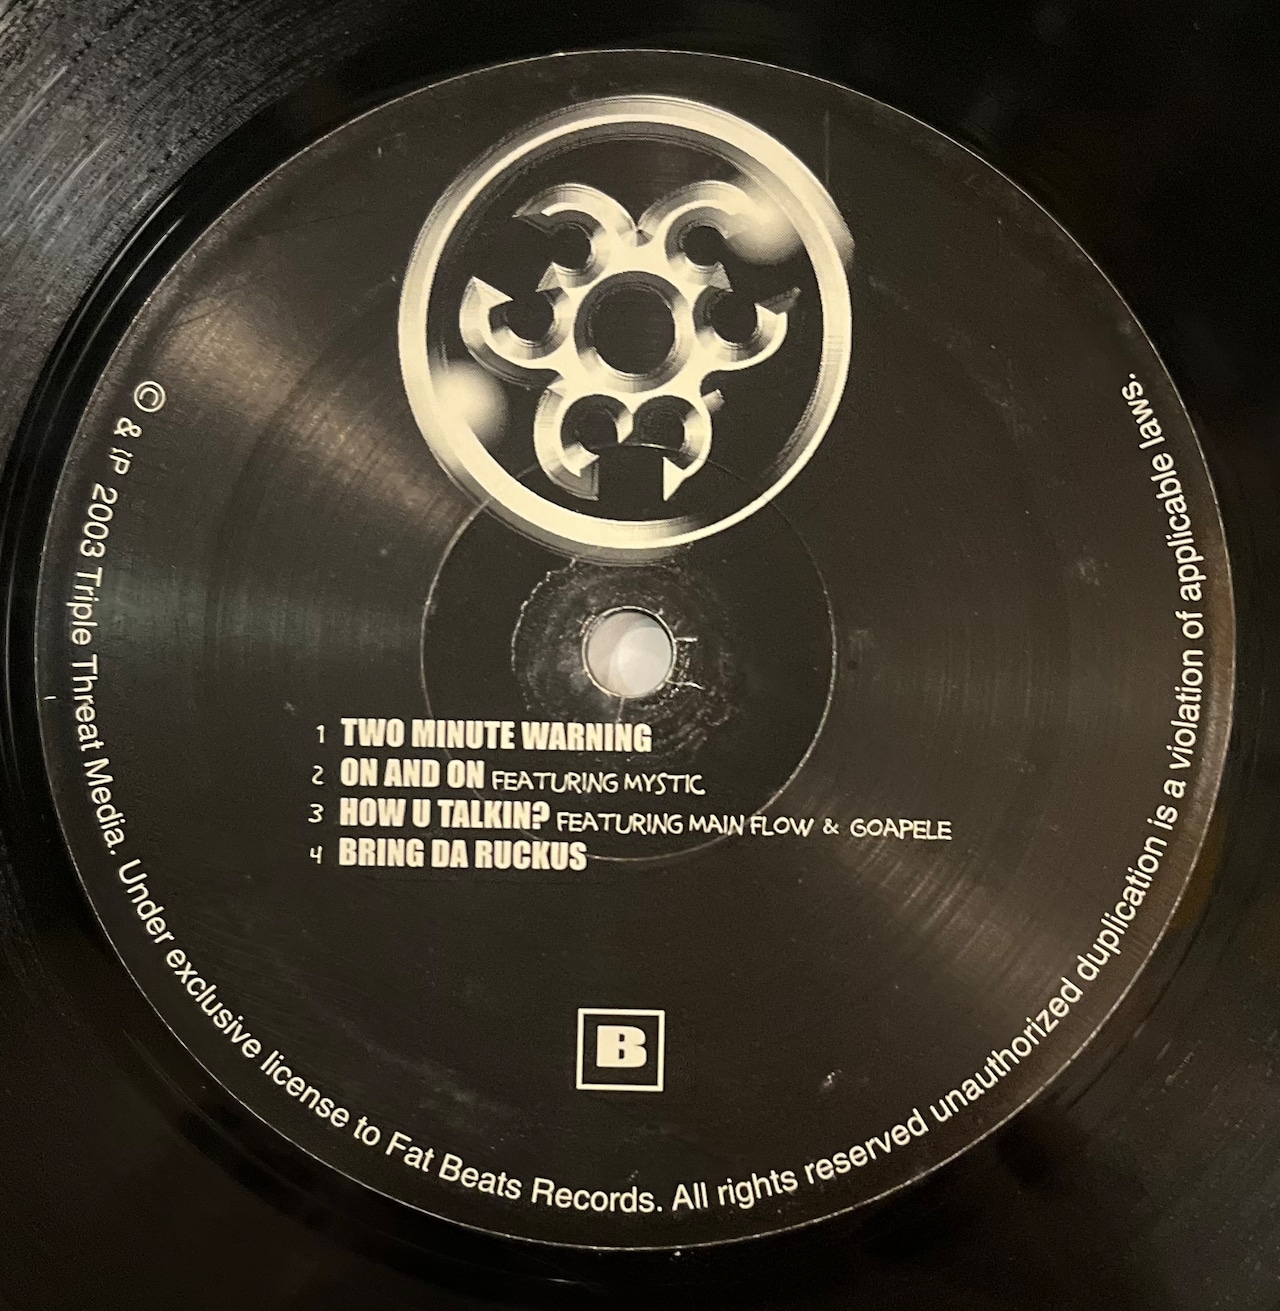 1 TWO MINUTE WARNING
2 ON AND ON FEATURING MYSTIC
3 HOW U TALKIN? FEATURING MAIN FLOW & GOAPELE
4 BRING DA RUCKUS
B
© & ℗ 2003 Triple Threat Media. Under exclusive license to Fat Beats Records. All rights reserved unauthorized duplication is a violation of applicable laws.